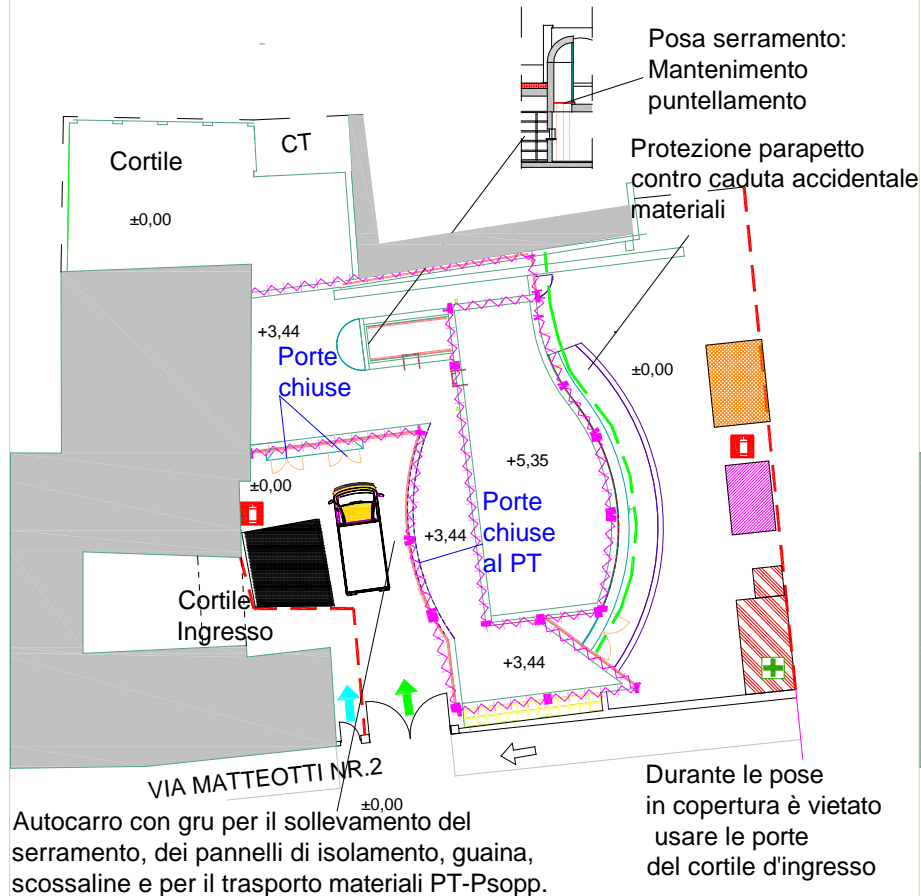 Posa serramento:
Mantenimento
puntellamento
Protezione parapetto
contro caduta accidentale
materiali
CT
Cortile
±0,00
+3,44
Porte
chiuse
±0,00
±0,00
+5,35
Porte
chiuse
al PT
+3,44
Cortile
Ingresso
+3,44
VIA MATTEOTTI NR.2
±0,00
Durante le pose
in copertura è vietato
usare le porte
del cortile d'ingresso
Autocarro con gru per il sollevamento del
serramento, dei pannelli di isolamento, guaina,
scossaline e per il trasporto materiali PT-Psopp.